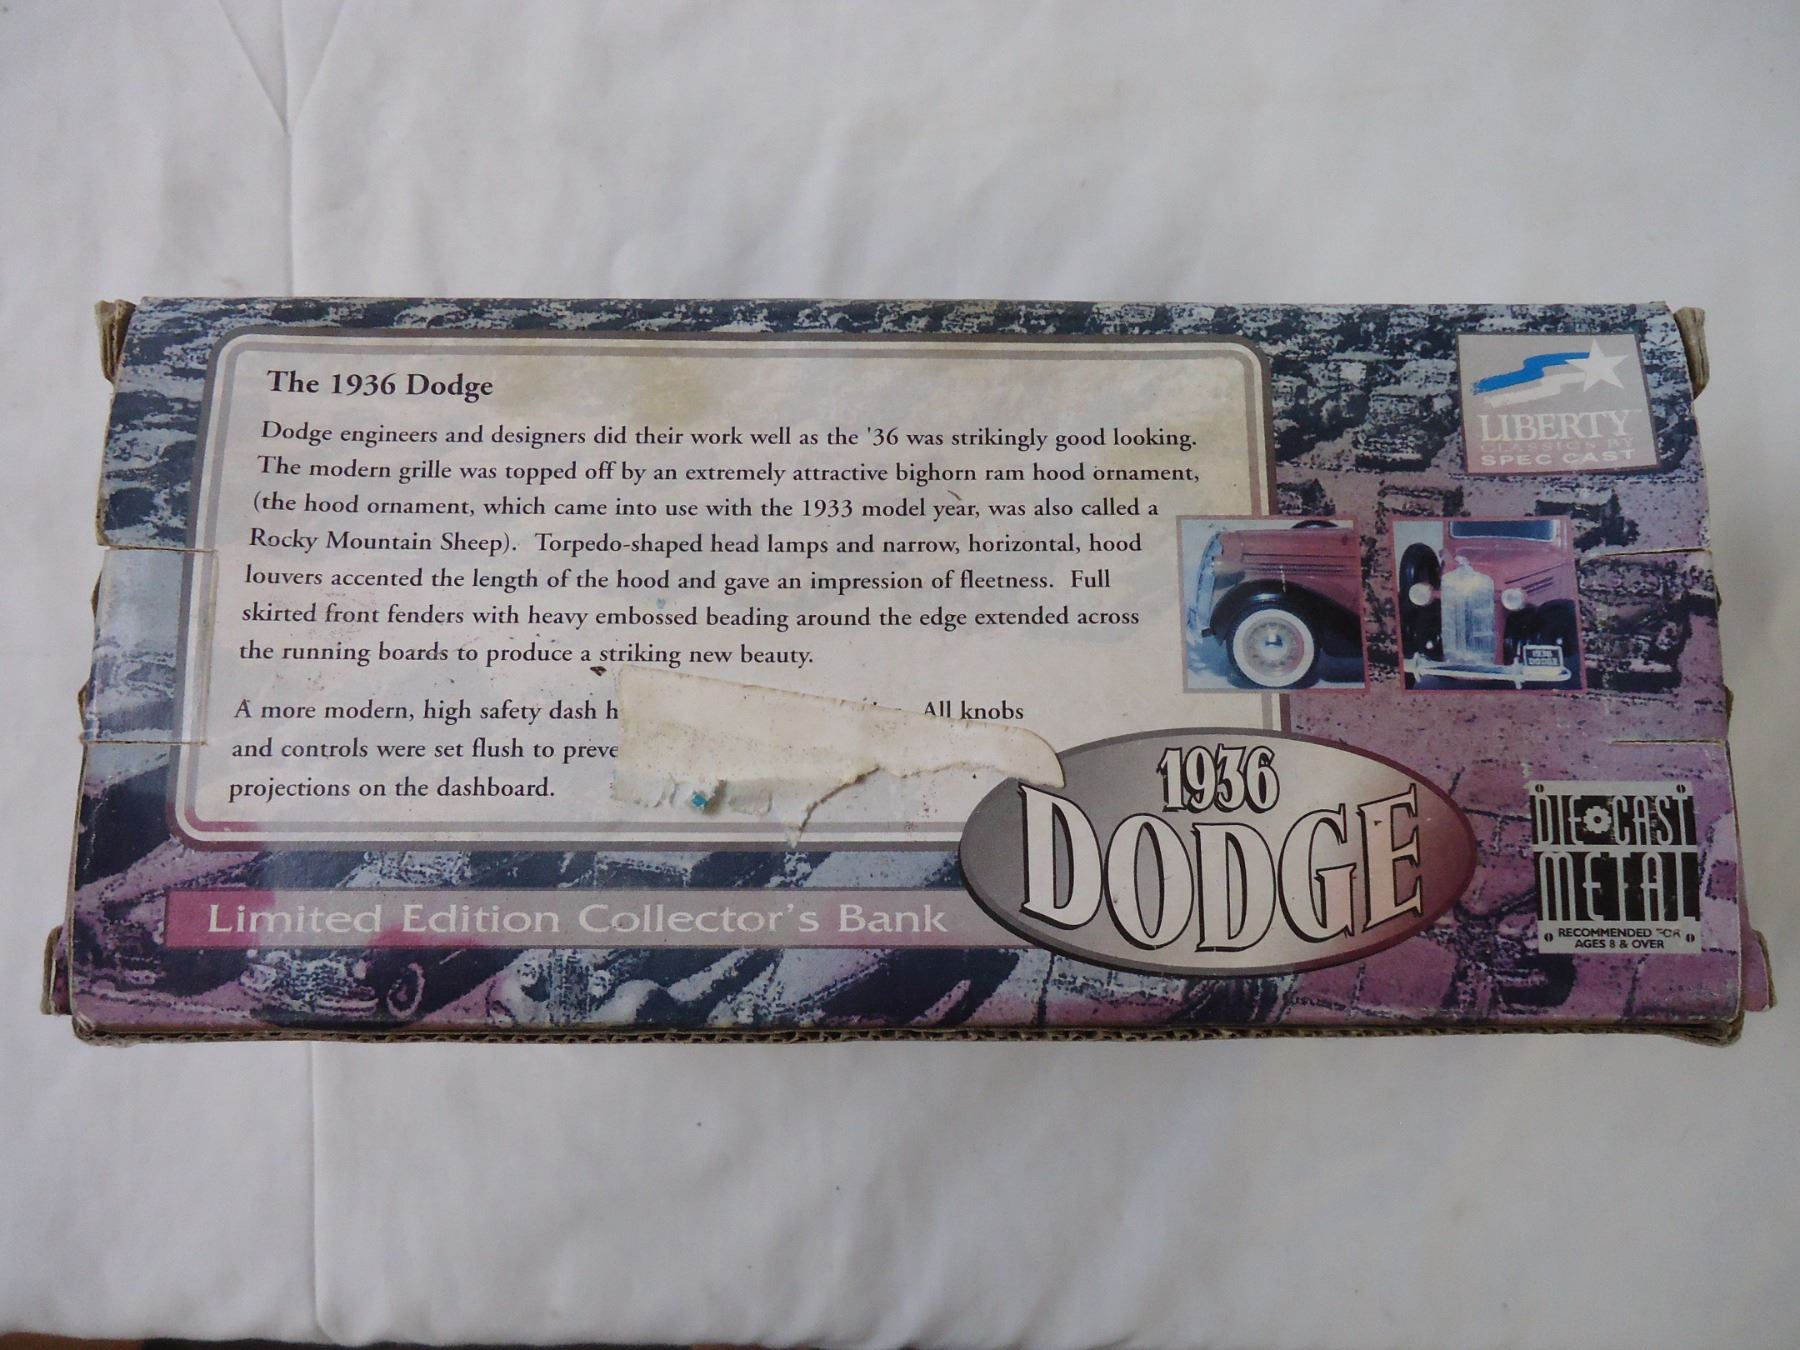 The 1936 Dodge
Dodge engineers and designers did their work well as the '36 was strikingly good looking.
The modern grille was topped off by an extremely attractive bighorn ram hood ornament,
(the hood ornament, which came into use with the 1933 model year, was also called a
Rocky Mountain Sheep). Torpedo-shaped head lamps and narrow, horizontal, hood
louvers accented the length of the hood and gave an impression of fleetness. Full
skirted front fenders with heavy embossed beading around the edge extended across
the running boards to produce a striking new beauty.
A more modern, high safety dash h All knobs
and controls were set flush to preve
projections on the dashboard.
Limited Edition Collector's Bank
1936
DODGE
LIBERTY™
CLASSICS BY
SPEC CAST
1936
DODGE
DIE CAST
METAL
RECOMMENDED FOR
AGES 8 & OVER